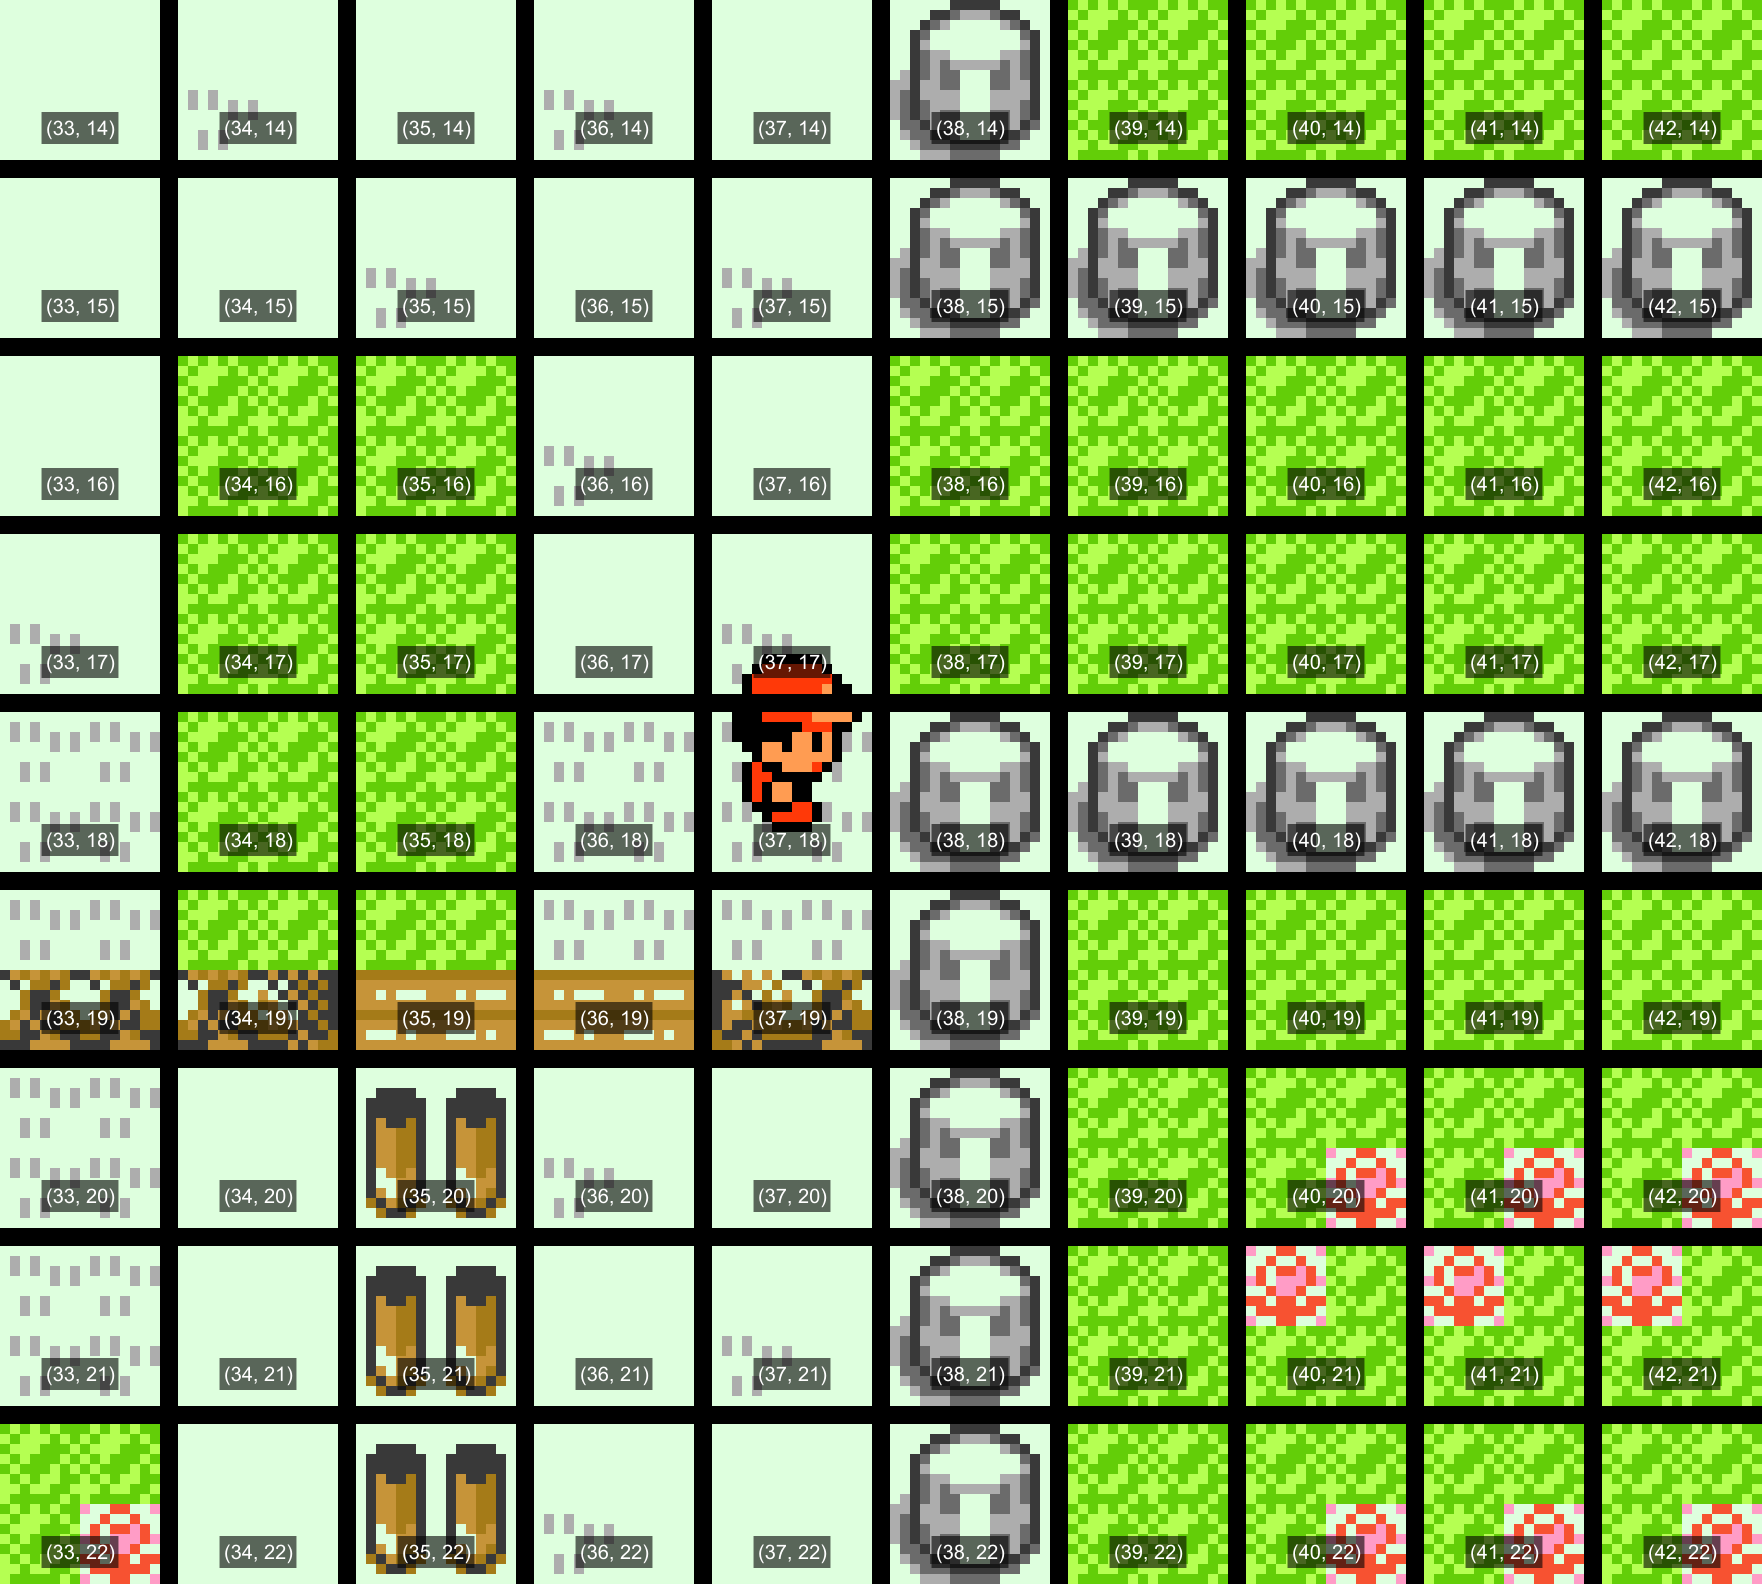 (33, 14) (34, 14) (35, 14) (36, 14) (37, 14) (38, 14) (39, 14) (40, 14) (41, 14) (42, 14)
(33, 15) (34, 15) (35, 15) (36, 15) (37, 15) (38, 15) (39, 15) (40, 15) (41, 15) (42, 15)
(33, 16) (34, 16) (35, 16) (36, 16) (37, 16) (38, 16) (39, 16) (40, 16) (41, 16) (42, 16)
(33, 17) (34, 17) (35, 17) (36, 17) (37, 17) (38, 17) (39, 17) (40, 17) (41, 17) (42, 17)
(33, 18) (34, 18) (35, 18) (36, 18) (37, 18) (38, 18) (39, 18) (40, 18) (41, 18) (42, 18)
(33, 19) (34, 19) (35, 19) (36, 19) (37, 19) (38, 19) (39, 19) (40, 19) (41, 19) (42, 19)
(33, 20) (34, 20) (35, 20) (36, 20) (37, 20) (38, 20) (39, 20) (40, 20) (41, 20) (42, 20)
(33, 21) (34, 21) (35, 21) (36, 21) (37, 21) (38, 21) (39, 21) (40, 21) (41, 21) (42, 21)
(33, 22) (34, 22) (35, 22) (36, 22) (37, 22) (38, 22) (39, 22) (40, 22) (41, 22) (42, 22)